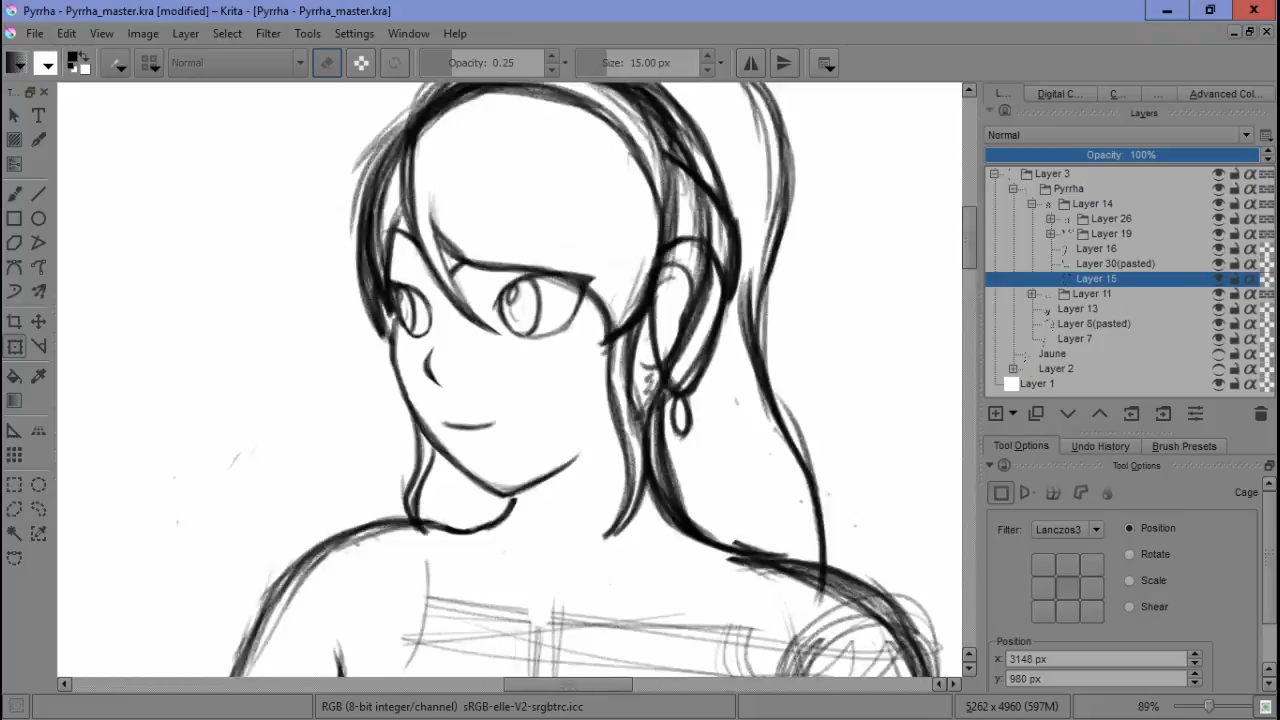 Pyrrha - Pyrrha_master.kra [modified] – Krita - [Pyrrha - Pyrrha_master.kra]
File Edit View Image Layer Select Filter Tools Settings Window Help
Normal Opacity: 0.25 Size: 15.00 px
T...
L... Digital C... C... ... Advanced Col...
Layers
Normal
Opacity: 100%
Layer 3
Pyrrha
Layer 14
Layer 26
Layer 19
Layer 16
Layer 30(pasted)
Layer 15
Layer 11
Layer 13
Layer 8(pasted)
Layer 7
Jaune
Layer 2
Layer 1
Tool Options Undo History Brush Presets
Tool Options
Cage
Filter: Lanczos3 Position
Rotate
Scale
Shear
Position
x: 3148 px
y: 980 px
RGB (8-bit integer/channel) sRGB-elle-V2-srgbtrc.icc 5262 x 4960 (597M) 89%